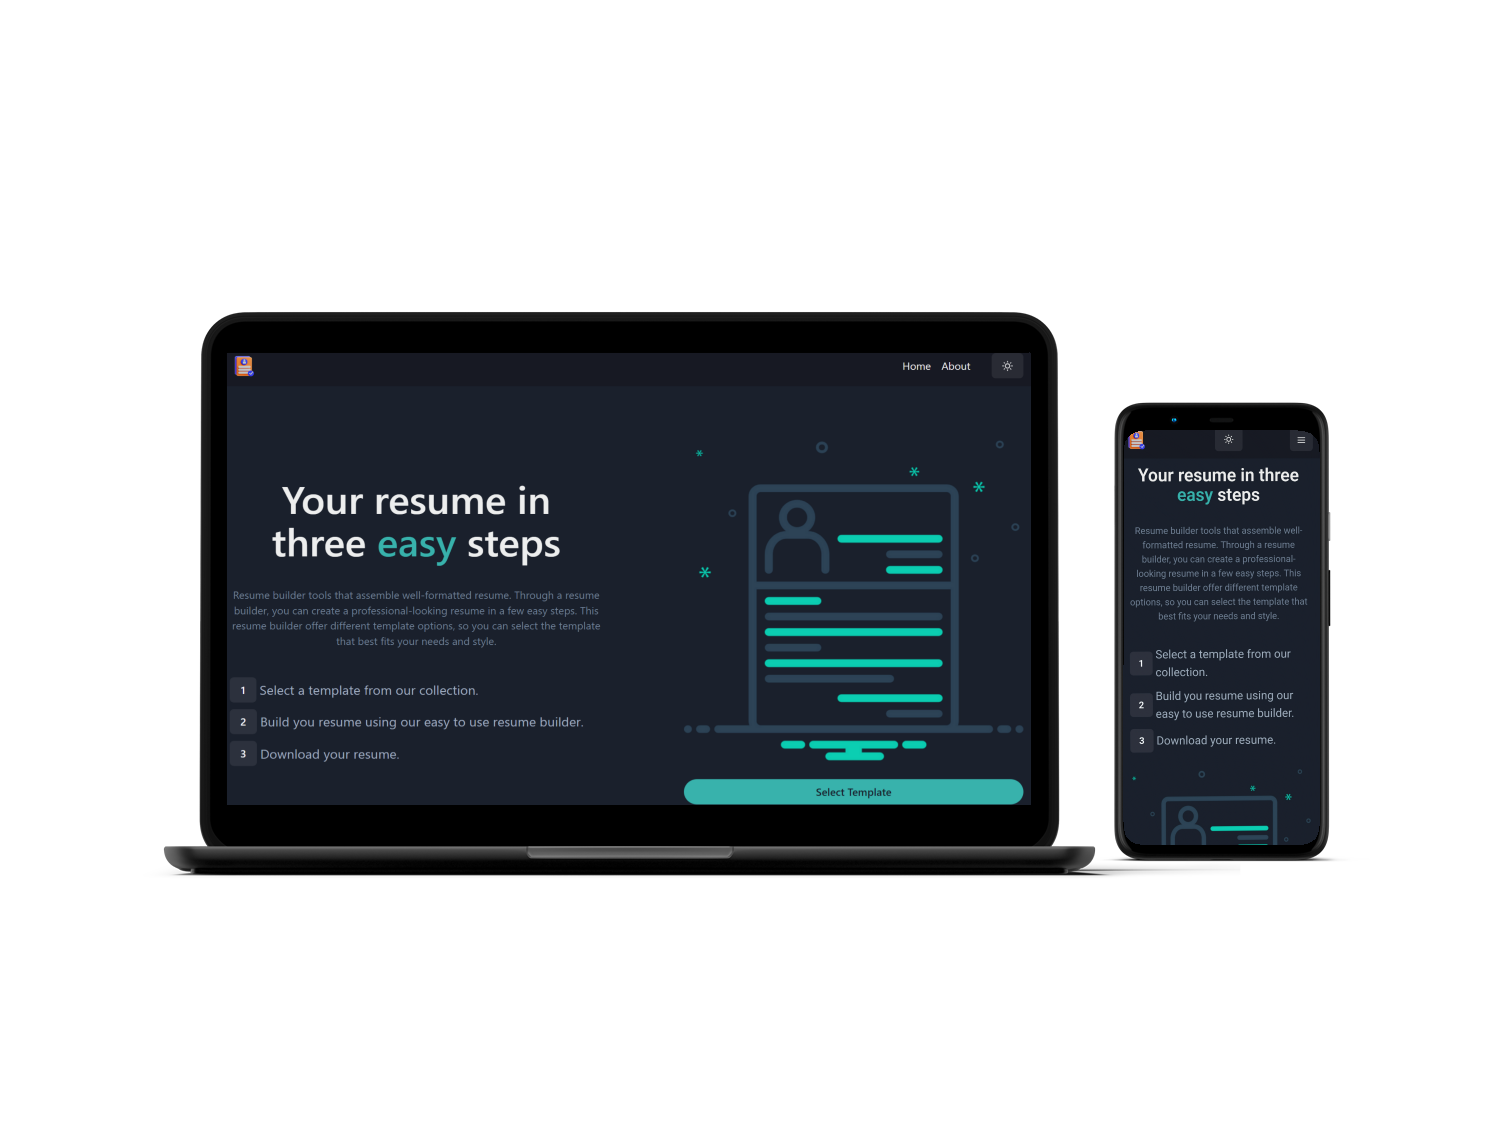 Home About
Your resume in
three easy steps
Resume builder tools that assemble well-formatted resume. Through a resume
builder, you can create a professional-looking resume in a few easy steps. This
resume builder offer different template options, so you can select the template
that best fits your needs and style.
1 Select a template from our collection.
2 Build you resume using our easy to use resume builder.
3 Download your resume.
Select Template
Your resume in three
easy steps
Resume builder tools that assemble well-
formatted resume. Through a resume
builder, you can create a professional-
looking resume in a few easy steps. This
resume builder offer different template
options, so you can select the template that
best fits your needs and style.
1 Select a template from our
collection.
2 Build you resume using our
easy to use resume builder.
3 Download your resume.